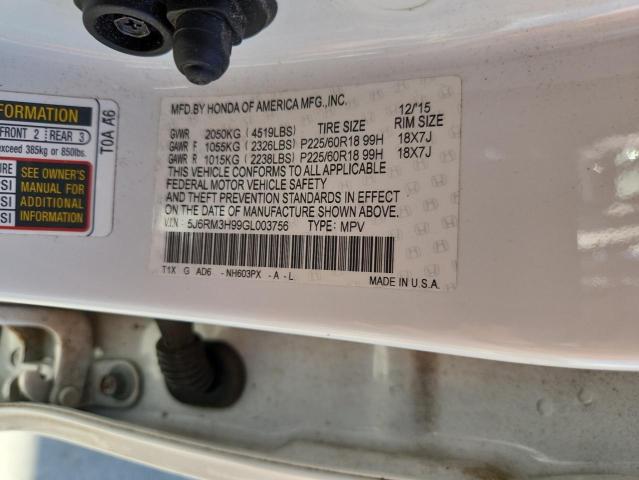 MFD.BY HONDA OF AMERICA MFG.,INC. 12/15
GVWR 2050KG (4519LBS) TIRE SIZE RIM SIZE
GAWR F 1055KG (2326LBS) P225/60R18 99H 18X7J
GAWR R 1015KG (2238LBS) P225/60R18 99H 18X7J
THIS VEHICLE CONFORMS TO ALL APPLICABLE
FEDERAL MOTOR VEHICLE SAFETY
AND THEFT PREVENTION STANDARDS IN EFFECT
ON THE DATE OF MANUFACTURE SHOWN ABOVE.
V.I.N. 5J6RM3H99GL003756 TYPE: MPV
T1X G AD6 -NH603PX -A-L
MADE IN U.S.A.
FORMATION
FRONT 2 REAR 3
exceed 385kg or 850lbs.
SEE OWNER'S
MANUAL FOR
ADDITIONAL
INFORMATION
PSI
PSI
T0A A6